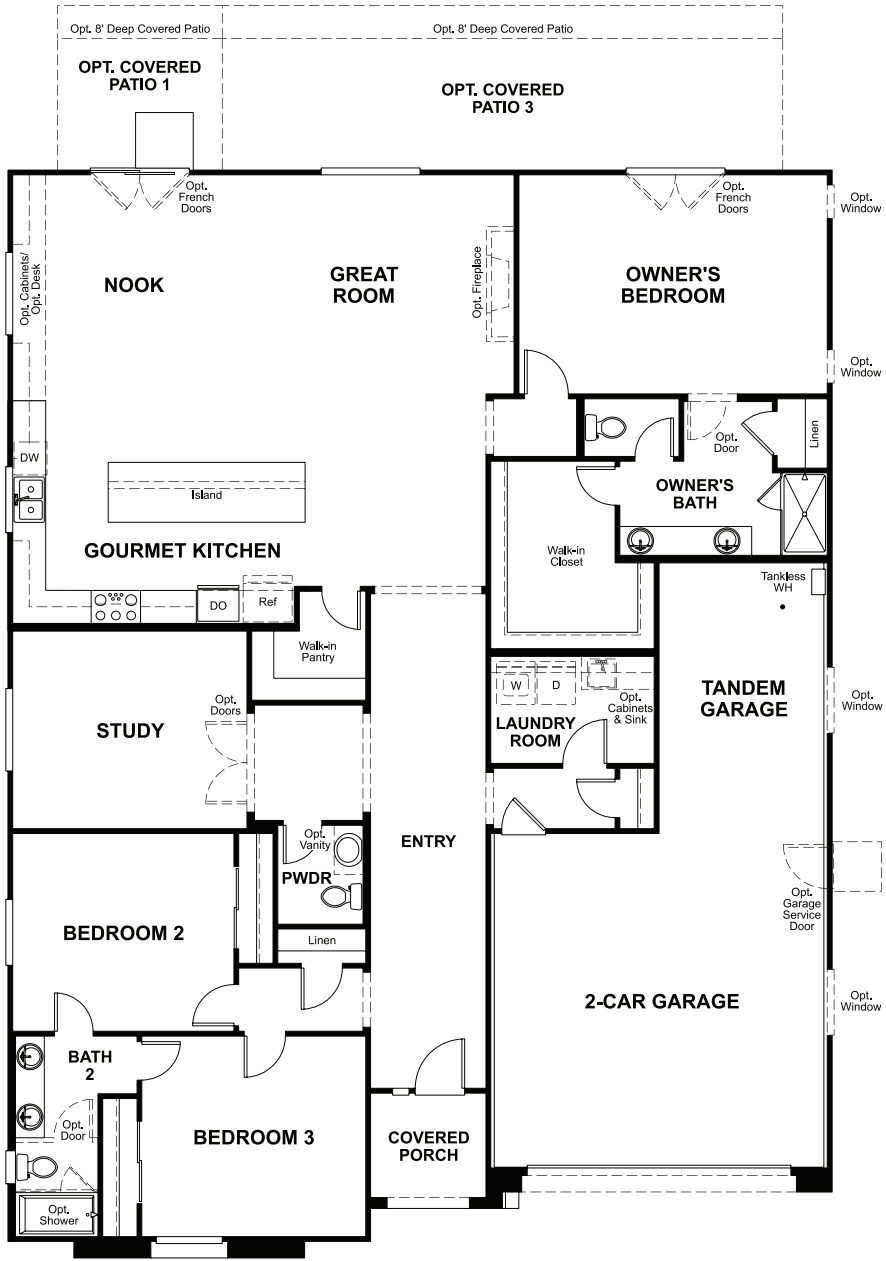 Opt. 8' Deep Covered Patio
Opt. 8' Deep Covered Patio
OPT. COVERED
PATIO 1
OPT. COVERED
PATIO 3
Opt.
French
Doors
Opt.
French
Doors
Opt.
Window
Opt. Cabinets/
Opt. Desk
NOOK
GREAT
ROOM
Opt. Fireplace
OWNER'S
BEDROOM
Opt.
Window
DW
Opt.
Door
Linen
Island
OWNER'S
BATH
GOURMET KITCHEN
Walk-in
Closet
DO
Ref
Tankless
WH
Walk-in
Pantry
W
D
Opt.
Cabinets
& Sink
LAUNDRY
ROOM
TANDEM
GARAGE
Opt.
Window
Opt.
Doors
STUDY
Opt.
Vanity
PWDR
ENTRY
Opt.
Garage
Service
Door
BEDROOM 2
Linen
2-CAR GARAGE
Opt.
Window
BATH
2
Opt.
Door
BEDROOM 3
COVERED
PORCH
Opt.
Shower